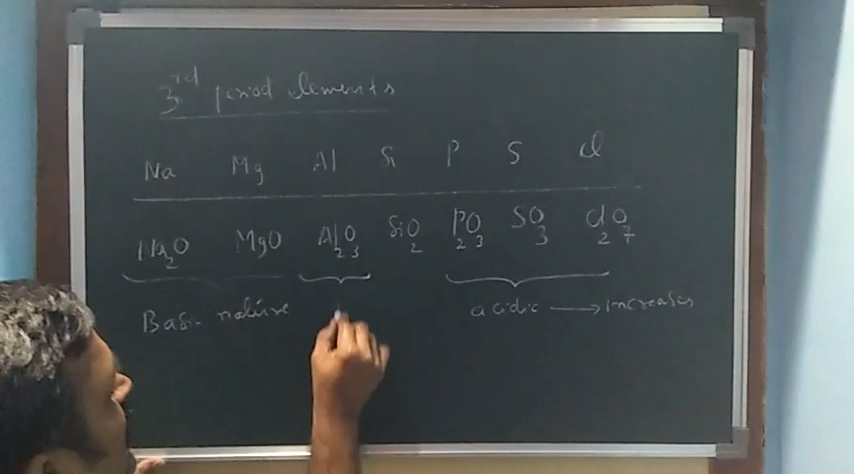 3rd period elements
Na Mg Al Si P S Cl
Na2O MgO Al2O3 SiO2 P2O3 SO3 Cl2O7
Basic nature acidic → increases